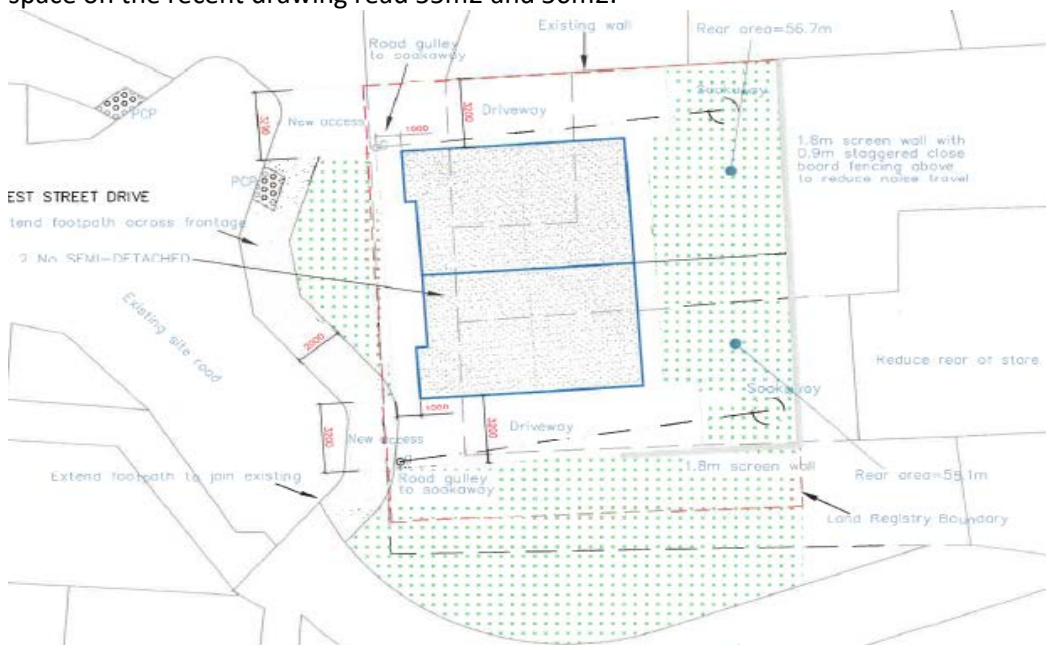 space on the recent drawing read 55m2 and 56m2.
Existing wall
Rear area=56.7m
Road gulley
to soakaway
Soakaway
3200
3200
Driveway
New access
1000
PCP
1.8m screen wall with
0.9m staggered close
board fencing above
to reduce noise travel
PCP
EST STREET DRIVE
tend footpath across frontage
2 No SEMI-DETACHED
Existing site road
2000
Reduce rear of store
Soakaway
1000
3200
3200
Driveway
New access
Extend footpath to join existing
Road gulley
to soakaway
1.8m screen wall
Rear area=55.1m
Land Registry Boundary